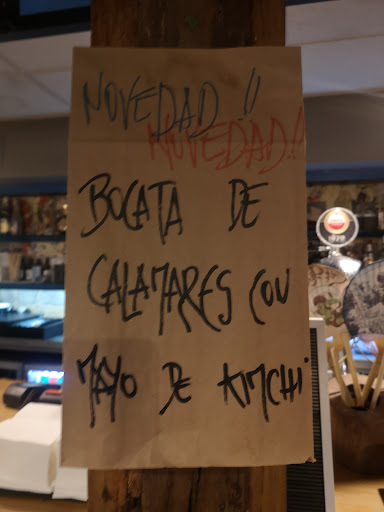 NOVEDAD!!
NOVEDAD!!
BOCATA DE
CALAMARES CON
MAYO DE KIMCHI